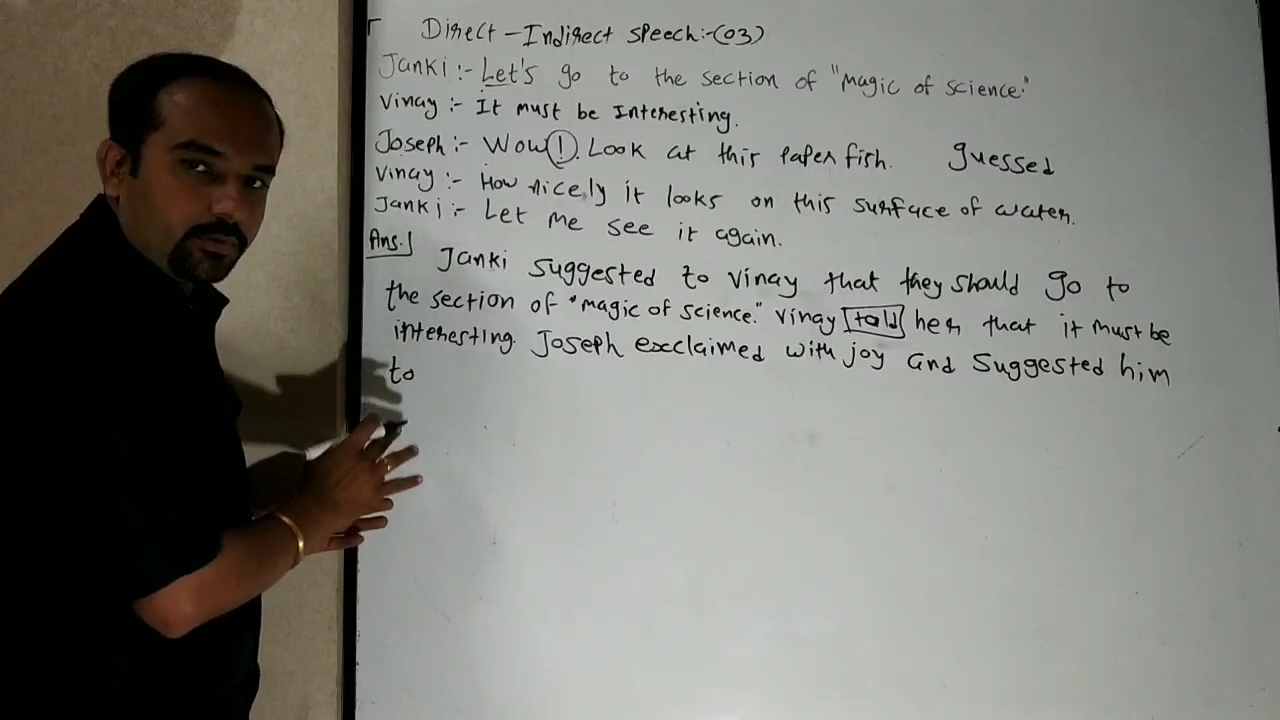 Direct - Indirect speech:-(03)
Janki :- Let's go to the section of "magic of science."
Vinay :- It must be Interesting.
Joseph :- Wow!. Look at this Paper fish. guessed
Vinay :- How nicely it looks on this surface of water.
Janki :- Let me see it again.
Ans.] Janki suggested to Vinay that they should go to
the section of "magic of science." Vinay told her that it must be
interesting. Joseph exclaimed with joy and suggested him
to